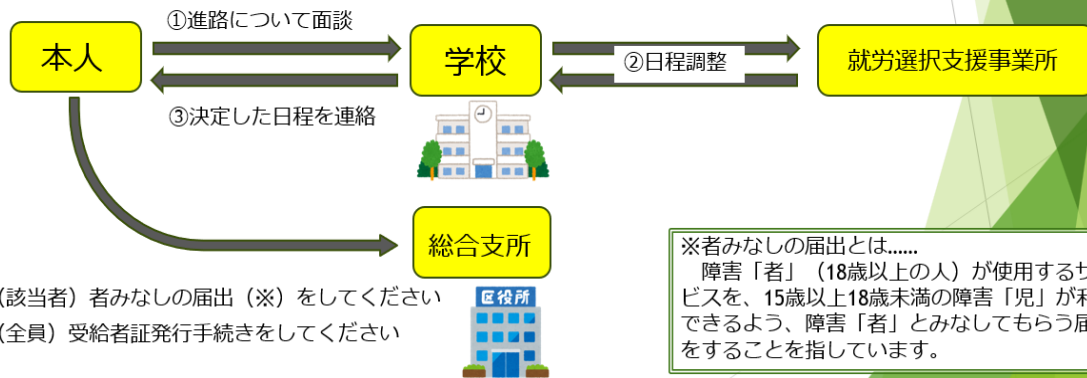 ①進路について面談
本人
学校
②日程調整
就労選択支援事業所
③決定した日程を連絡
総合支所
(該当者)者みなしの届出(※)をしてください
(全員)受給者証発行手続きをしてください
区役所
※者みなしの届出とは……
障害「者」(18歳以上の人)が使用するサ
ビスを、15歳以上18歳未満の障害「児」が利
できるよう、障害「者」とみなしてもらう届
をすることを指しています。